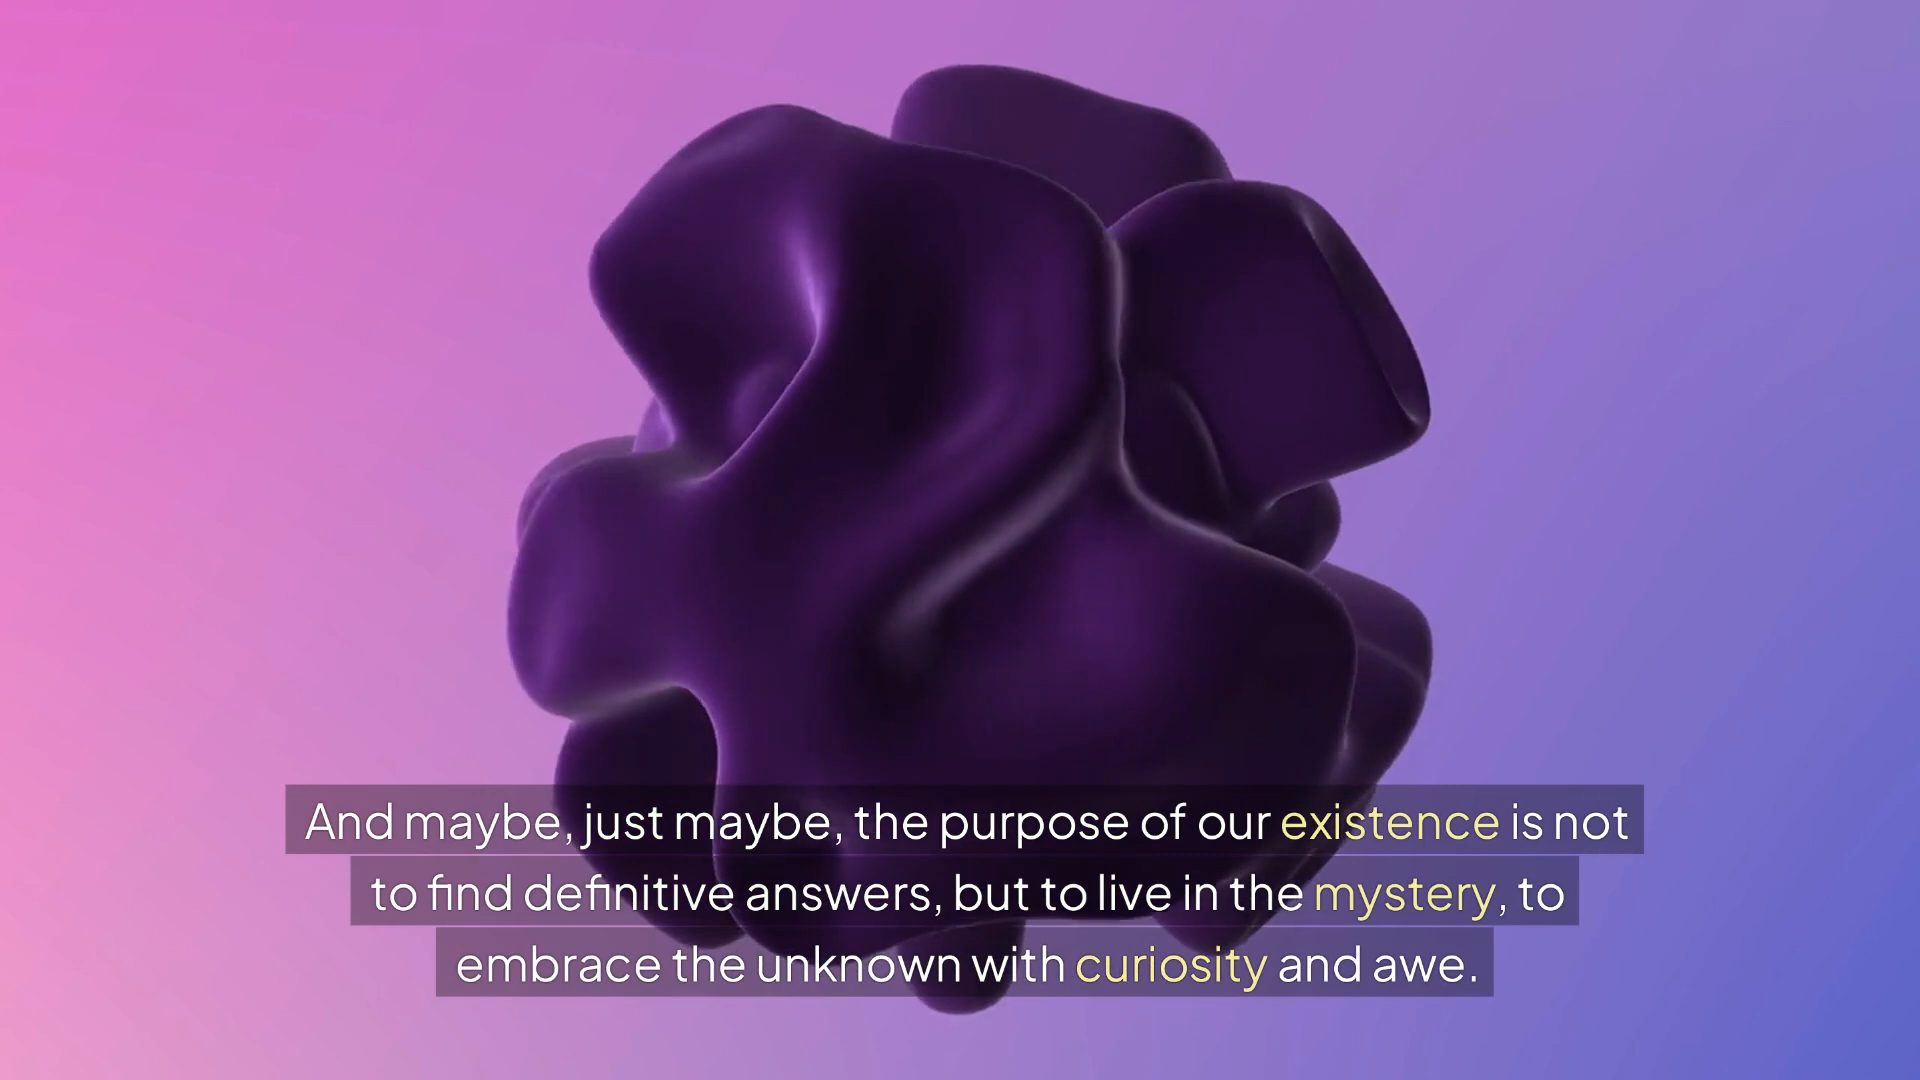 And maybe, just maybe, the purpose of our existence is not
to find definitive answers, but to live in the mystery, to
embrace the unknown with curiosity and awe.